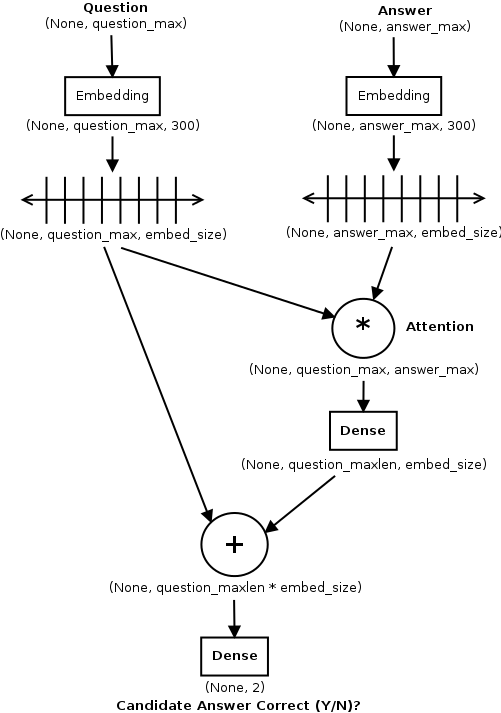 Question
(None, question_max)
Answer
(None, answer_max)
Embedding
Embedding
(None, question_max, 300)
(None, answer_max, 300)
(None, question_max, embed_size)
(None, answer_max, embed_size)
*
Attention
(None, question_max, answer_max)
Dense
(None, question_maxlen, embed_size)
+
(None, question_maxlen * embed_size)
Dense
(None, 2)
Candidate Answer Correct (Y/N)?